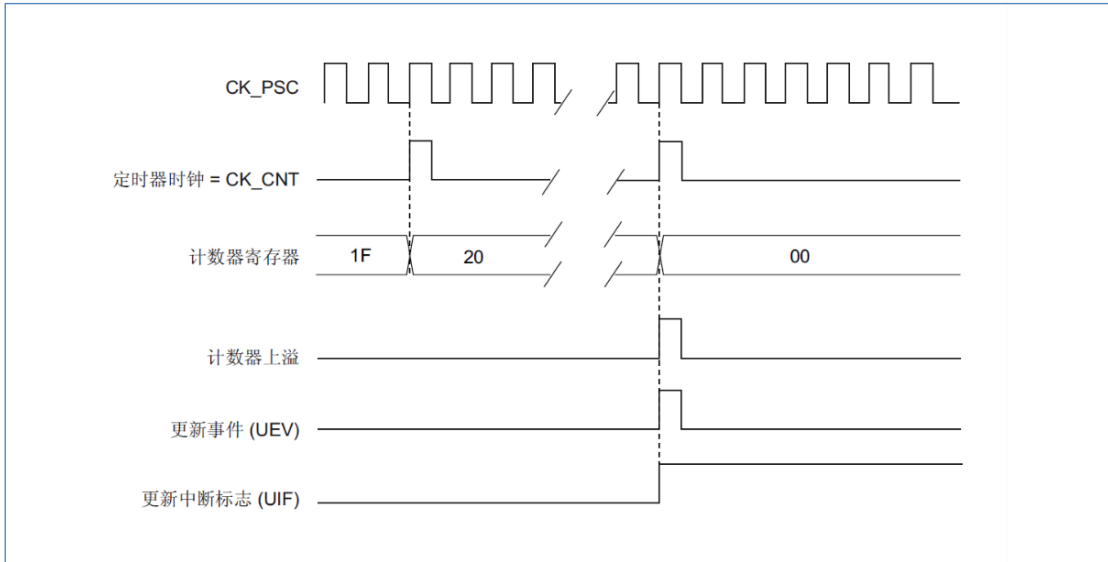 CK_PSC
定时器时钟 = CK_CNT
计数器寄存器 1F 20 00
计数器上溢
更新事件 (UEV)
更新中断标志 (UIF)